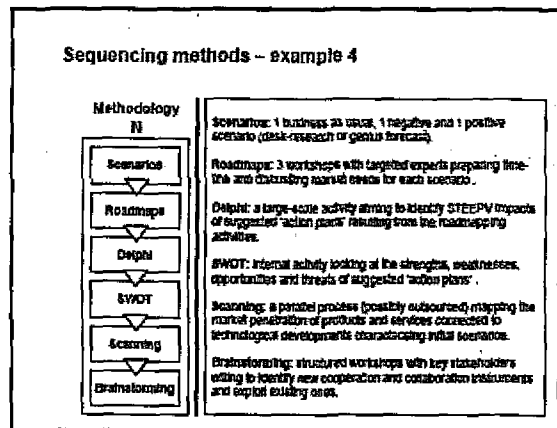 Sequencing methods – example 4
Methodology
N
Scenarios
Roadmaps
Delphi
SWOT
Scanning
Brainstorming
Scenarios: 1 business as usual, 1 negative and 1 positive
scenario (desk-research or genius forecast).
Roadmaps: 3 workshops with targeted experts preparing time-
line and discussing market needs for each scenario .
Delphi: a large-scale activity aiming to identify STEEPV impacts
of suggested 'action plans' resulting from the roadmapping
activities.
SWOT: Internal activity looking at the strengths, weaknesses,
opportunities and threats of suggested 'action plans' .
Scanning: a parallel process (possibly outsourced) mapping the
market penetration of products and services connected to
technological developments characterising initial scenarios.
Brainstorming: structured workshops with key stakeholders
aiming to identify new cooperation and collaboration instruments
and exploit existing ones.